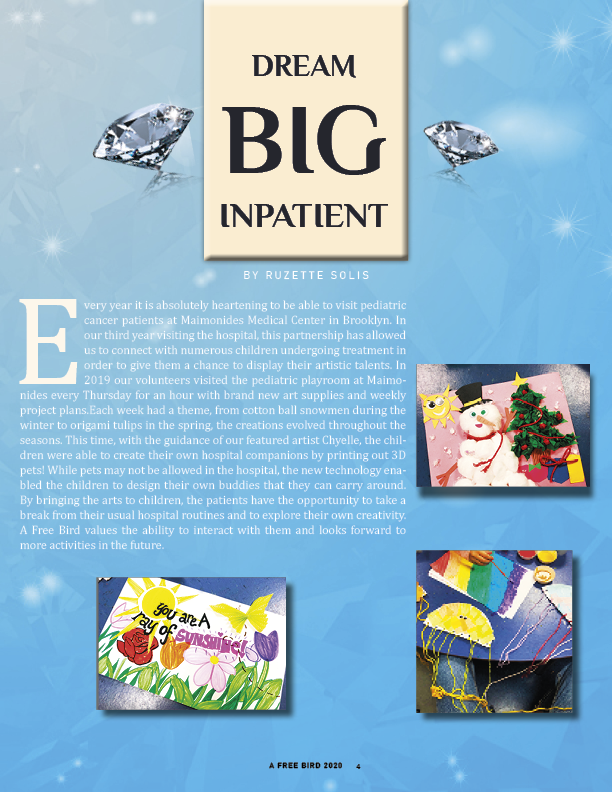 DREAM
BIG
INPATIENT
BY RUZETTE SOLIS
Every year it is absolutely heartening to be able to visit pediatric
cancer patients at Maimonides Medical Center in Brooklyn. In
our third year visiting the hospital, this partnership has allowed
us to connect with numerous children undergoing treatment in
order to give them a chance to display their artistic talents. In
2019 our volunteers visited the pediatric playroom at Maimo-
nides every Thursday for an hour with brand new art supplies and weekly
project plans.Each week had a theme, from cotton ball snowmen during the
winter to origami tulips in the spring, the creations evolved throughout the
seasons. This time, with the guidance of our featured artist Chyelle, the chil-
dren were able to create their own hospital companions by printing out 3D
pets! While pets may not be allowed in the hospital, the new technology ena-
bled the children to design their own buddies that they can carry around.
By bringing the arts to children, the patients have the opportunity to take a
break from their usual hospital routines and to explore their own creativity.
A Free Bird values the ability to interact with them and looks forward to
more activities in the future.
you are A
ray of sunshine!
A FREE BIRD 2020 4